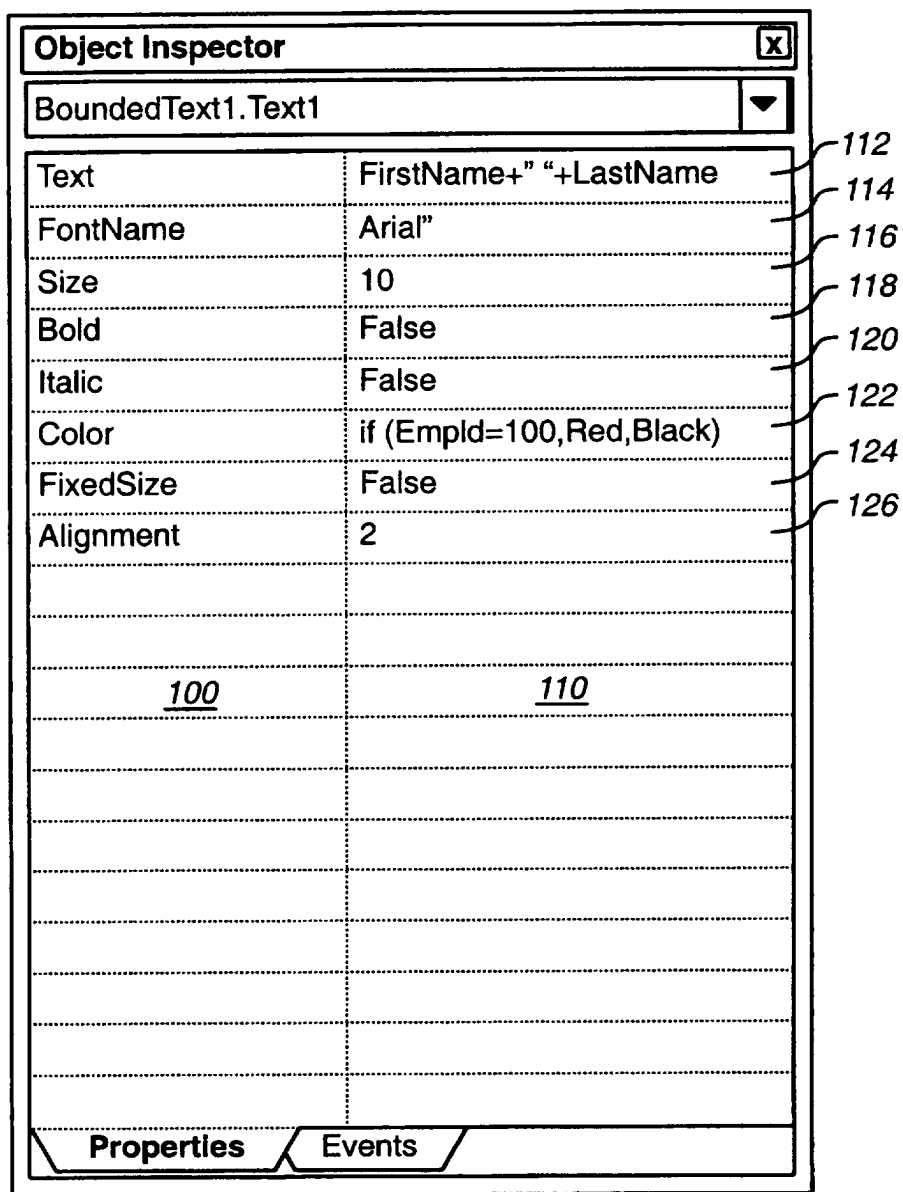 Object Inspector x
BoundedText1.Text1
Text FirstName+” “+LastName 112
FontName Arial” 114
Size 10 116
Bold False 118
Italic False 120
Color if (EmpId=100,Red,Black) 122
FixedSize False 124
Alignment 2 126
100 110
Properties Events